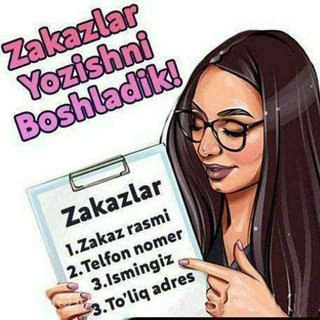 Zakazlar
Yozishni
Boshladik!
Zakazlar
1.Zakaz rasmi
2.Telfon nomer
3.Ismingiz
3.To'liq adres